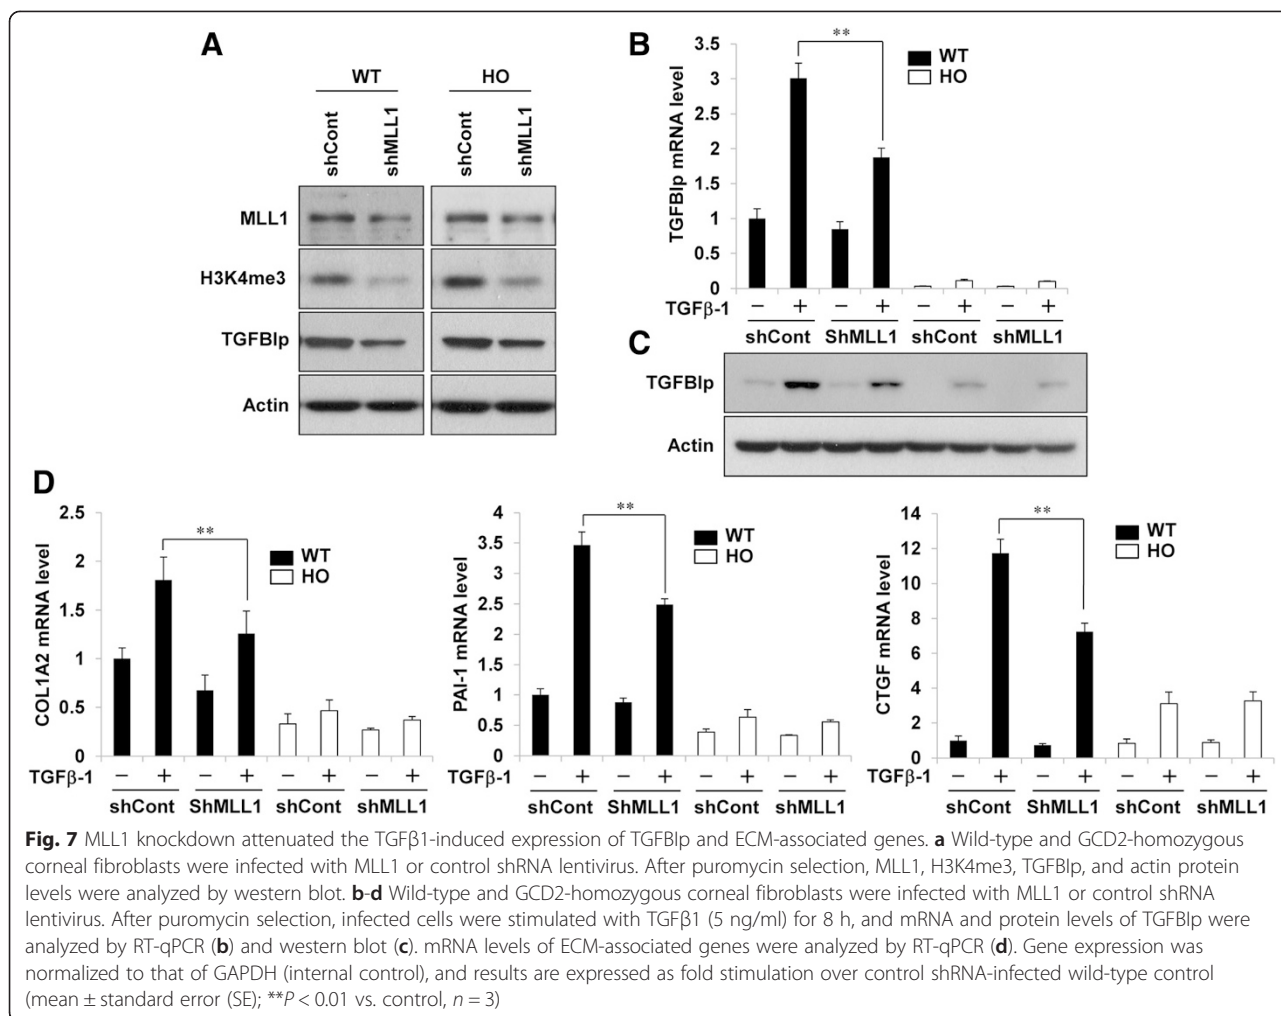 A
WT HO
shCont shMLL1 shCont shMLL1
MLL1
H3K4me3
TGFBIp
Actin
B
TGFBIp mRNA level
3.5
3
2.5
2
1.5
1
0.5
0
**
WT
HO
TGFβ-1 − + − + − + − +
shCont ShMLL1 shCont shMLL1
C
TGFBIp
Actin
D
COL1A2 mRNA level
2.5
2
1.5
1
0.5
0
**
WT
HO
TGFβ-1 − + − + − + − +
shCont ShMLL1 shCont shMLL1
PAI-1 mRNA level
4
3.5
3
2.5
2
1.5
1
0.5
0
**
WT
HO
TGFβ-1 − + − + − + − +
shCont ShMLL1 shCont shMLL1
CTGF mRNA level
14
12
10
8
6
4
2
0
**
WT
HO
TGFβ-1 − + − + − + − +
shCont ShMLL1 shCont shMLL1
Fig. 7 MLL1 knockdown attenuated the TGFβ1-induced expression of TGFBIp and ECM-associated genes. a Wild-type and GCD2-homozygous
corneal fibroblasts were infected with MLL1 or control shRNA lentivirus. After puromycin selection, MLL1, H3K4me3, TGFBIp, and actin protein
levels were analyzed by western blot. b-d Wild-type and GCD2-homozygous corneal fibroblasts were infected with MLL1 or control shRNA
lentivirus. After puromycin selection, infected cells were stimulated with TGFβ1 (5 ng/ml) for 8 h, and mRNA and protein levels of TGFBIp were
analyzed by RT-qPCR (b) and western blot (c). mRNA levels of ECM-associated genes were analyzed by RT-qPCR (d). Gene expression was
normalized to that of GAPDH (internal control), and results are expressed as fold stimulation over control shRNA-infected wild-type control
(mean ± standard error (SE); **P < 0.01 vs. control, n = 3)